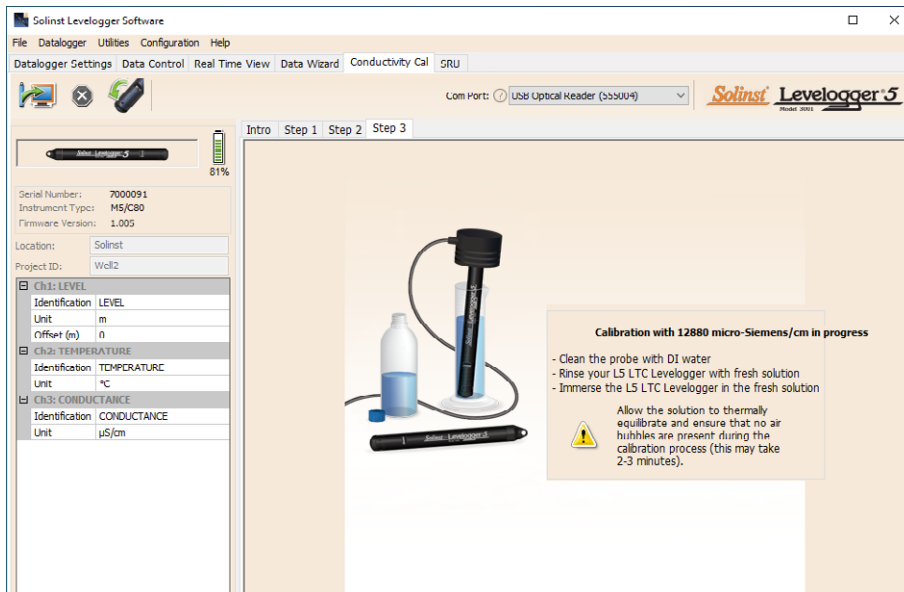 Solinst Levelogger Software
File Datalogger Utilities Configuration Help
Datalogger Settings Data Control Real Time View Data Wizard Conductivity Cal SRU
Com Port: ? USB Optical Reader (555004)
Solinst Levelogger 5
Model 3001
Intro Step 1 Step 2 Step 3
Solinst Levelogger 5
81%
Serial Number: 7000091
Instrument Type: M5/C80
Firmware Version: 1.005
Location: Solinst
Project ID: Well2
Ch1: LEVEL
Identification LEVEL
Unit m
Offset (m) 0
Ch2: TEMPERATURE
Identification TEMPERATURE
Unit °C
Ch3: CONDUCTANCE
Identification CONDUCTANCE
Unit µS/cm
Calibration with 12880 micro-Siemens/cm in progress
- Clean the probe with DI water
- Rinse your L5 LTC Levelogger with fresh solution
- Immerse the L5 LTC Levelogger in the fresh solution
Allow the solution to thermally
equilibrate and ensure that no air
bubbles are present during the
calibration process (this may take
2-3 minutes).
Solinst Levelogger 5
Solinst Levelogger 5